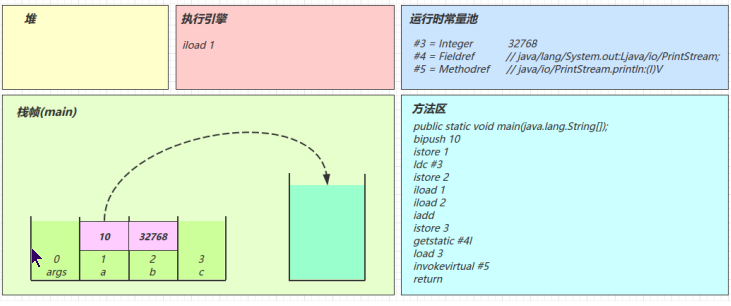 堆
执行引擎
iload 1
运行时常量池
#3 = Integer 32768
#4 = Fieldref // java/lang/System.out:Ljava/io/PrintStream;
#5 = Methodref // java/io/PrintStream.println:(I)V
栈帧(main)
10 32768
0 1 2 3
args a b c
方法区
public static void main(java.lang.String[]);
bipush 10
istore 1
ldc #3
istore 2
iload 1
iload 2
iadd
istore 3
getstatic #4l
load 3
invokevirtual #5
return